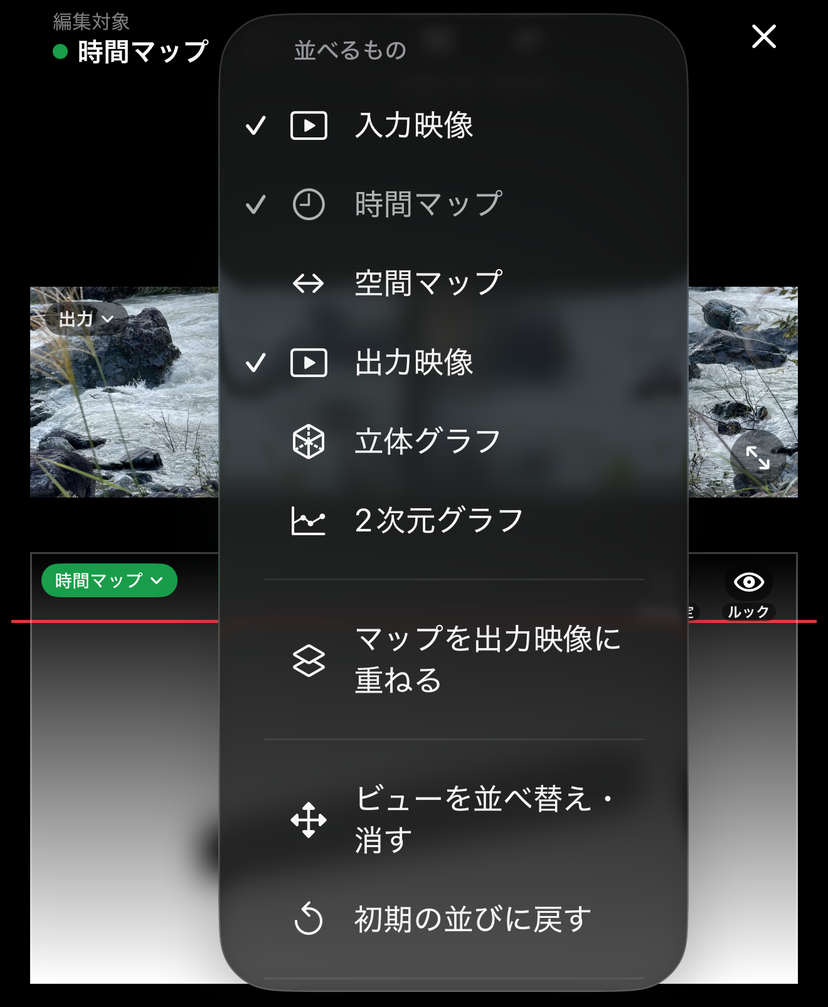 編集対象
時間マップ
並べるもの
入力映像
時間マップ
空間マップ
出力映像
立体グラフ
2次元グラフ
マップを出力映像に
重ねる
ビューを並べ替え・
消す
初期の並びに戻す
出力
時間マップ
ルック